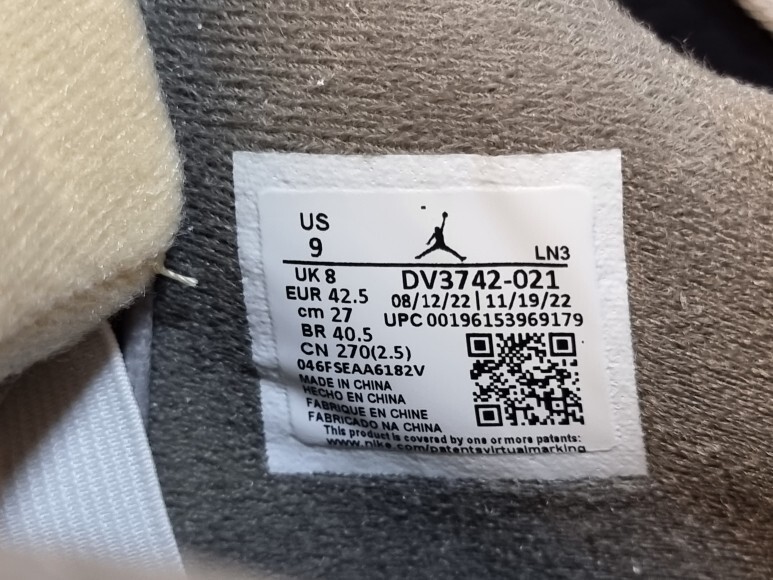 US
9
LN3
UK 8
EUR 42.5
cm 27
BR 40.5
CN 270(2.5)
046FSEAA6182V
DV3742-021
08/12/22 | 11/19/22
UPC 00196153969179
MADE IN CHINA
HECHO EN CHINA
FABRIQUE EN CHINE
FABRICADO NA CHINA
This product is covered by one or more patents:
www.nike.com/patentsvirtualmarking